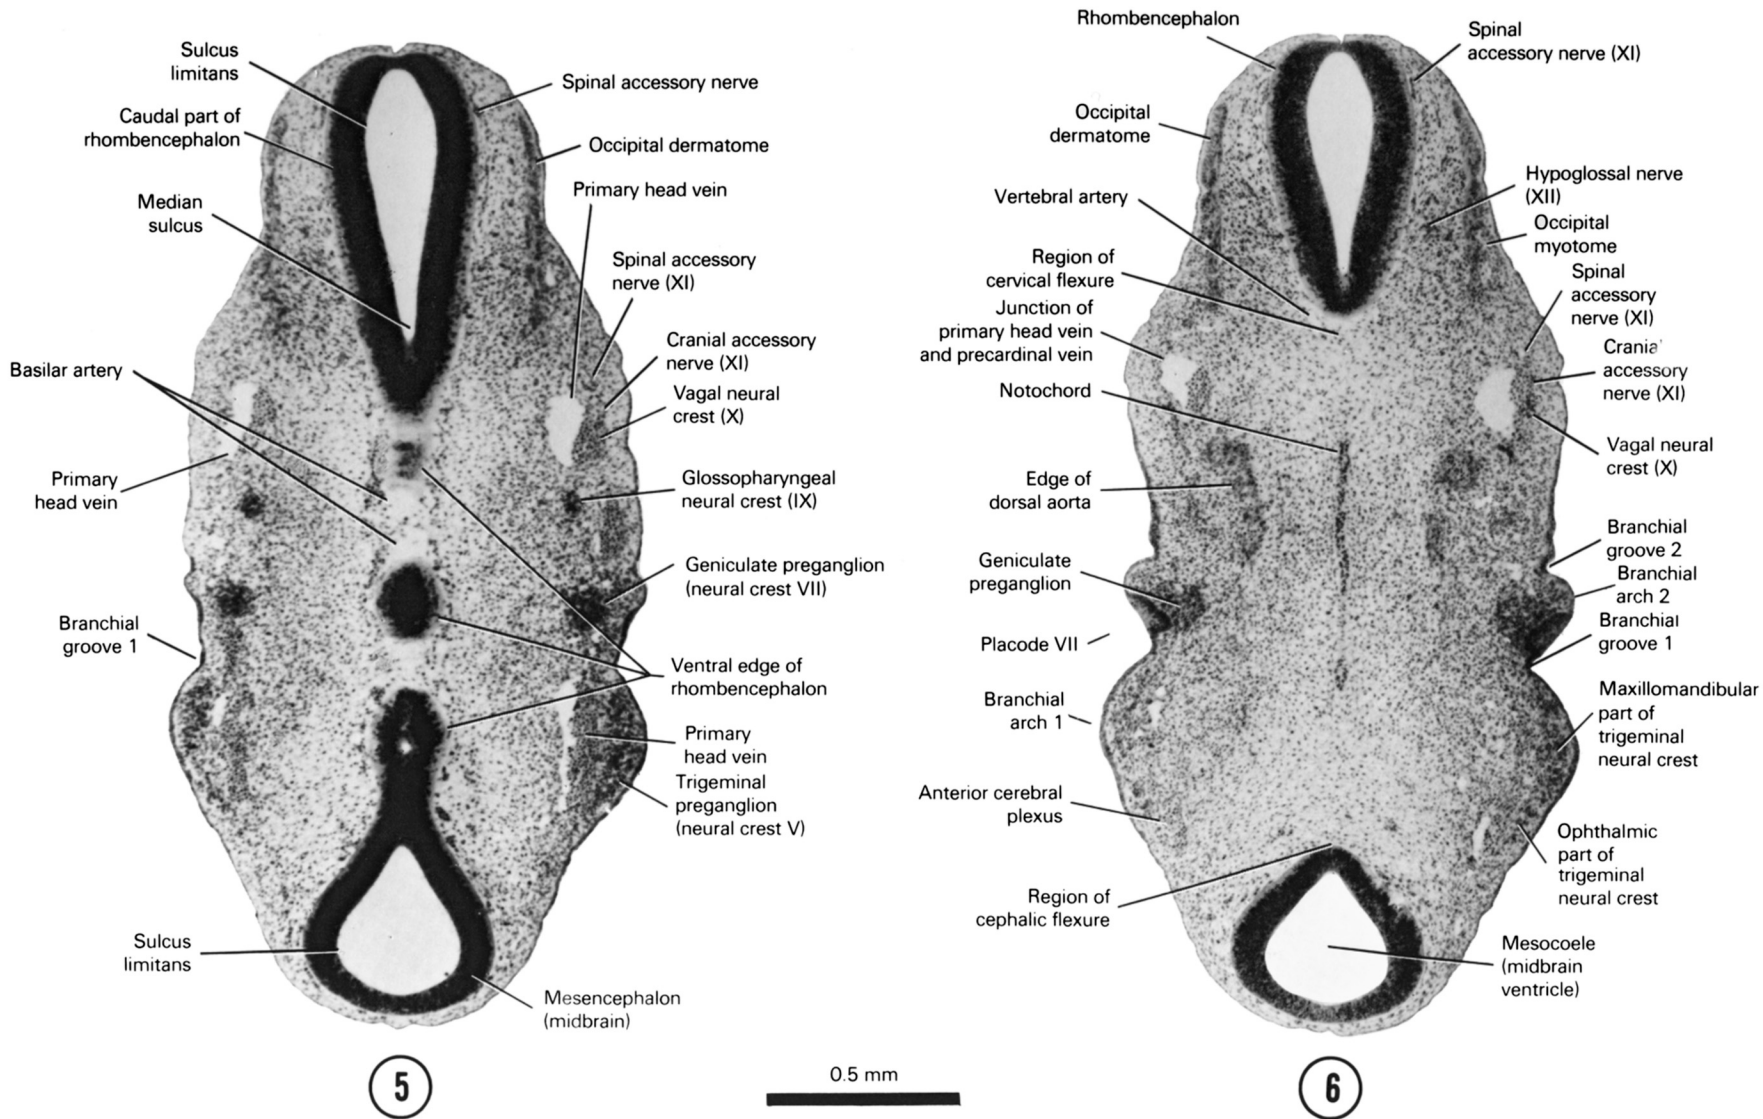 Sulcus
limitans
Caudal part of
rhombencephalon
Median
sulcus
Basilar artery
Primary
head vein
Branchial
groove 1
Sulcus
limitans
Spinal accessory nerve
Occipital dermatome
Primary head vein
Spinal accessory
nerve (XI)
Cranial accessory
nerve (XI)
Vagal neural
crest (X)
Glossopharyngeal
neural crest (IX)
Geniculate preganglion
(neural crest VII)
Ventral edge of
rhombencephalon
Primary
head vein
Trigeminal
preganglion
(neural crest V)
Mesencephalon
(midbrain)
5
0.5 mm
Rhombencephalon
Occipital
dermatome
Vertebral artery
Region of
cervical flexure
Junction of
primary head vein
and precardinal vein
Notochord
Edge of
dorsal aorta
Geniculate
preganglion
Placode VII
Branchial
arch 1
Anterior cerebral
plexus
Region of
cephalic flexure
Spinal
accessory nerve (XI)
Hypoglossal nerve
(XII)
Occipital
myotome
Spinal
accessory
nerve (XI)
Cranial
accessory
nerve (XI)
Vagal neural
crest (X)
Branchial
groove 2
Branchial
arch 2
Branchial
groove 1
Maxillomandibular
part of
trigeminal
neural crest
Ophthalmic
part of
trigeminal
neural crest
Mesocoele
(midbrain
ventricle)
6